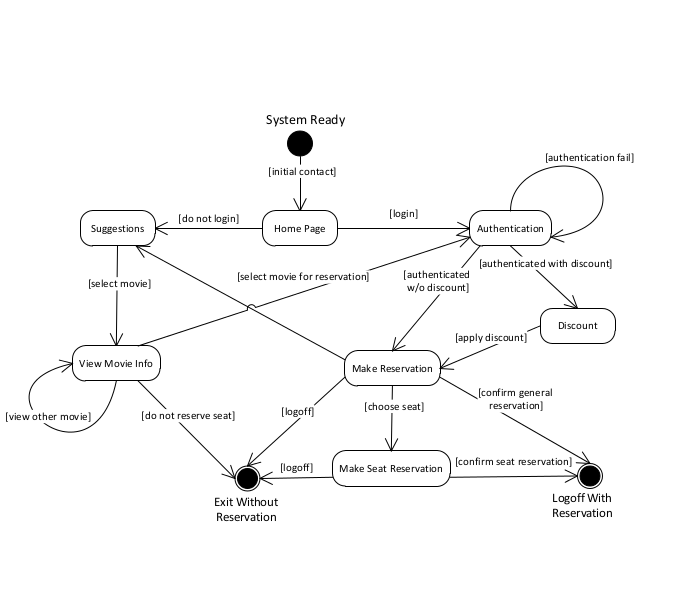 System Ready
[initial contact]
[authentication fail]
[do not login]
[login]
Suggestions
Home Page
Authentication
[select movie]
[select movie for reservation]
[authenticated
w/o discount]
[authenticated with discount]
Discount
[apply discount]
View Movie Info
Make Reservation
[view other movie]
[do not reserve seat]
[logoff]
[choose seat]
[confirm general
reservation]
[logoff]
Make Seat Reservation
[confirm seat reservation]
Exit Without
Reservation
Logoff With
Reservation